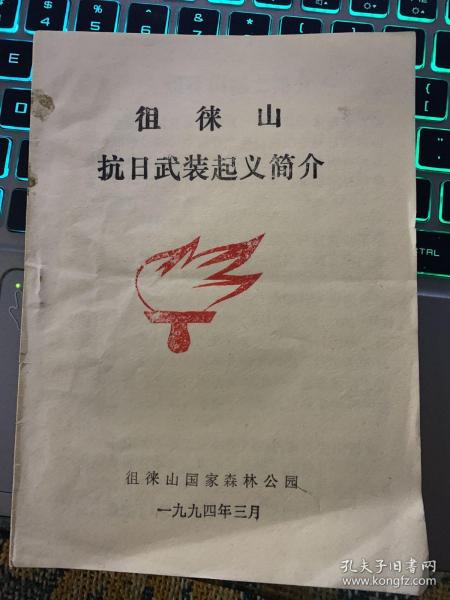 徂徕山
抗日武装起义简介
徂徕山国家森林公园
一九九四年三月
孔夫子旧书网
www.kongfz.com